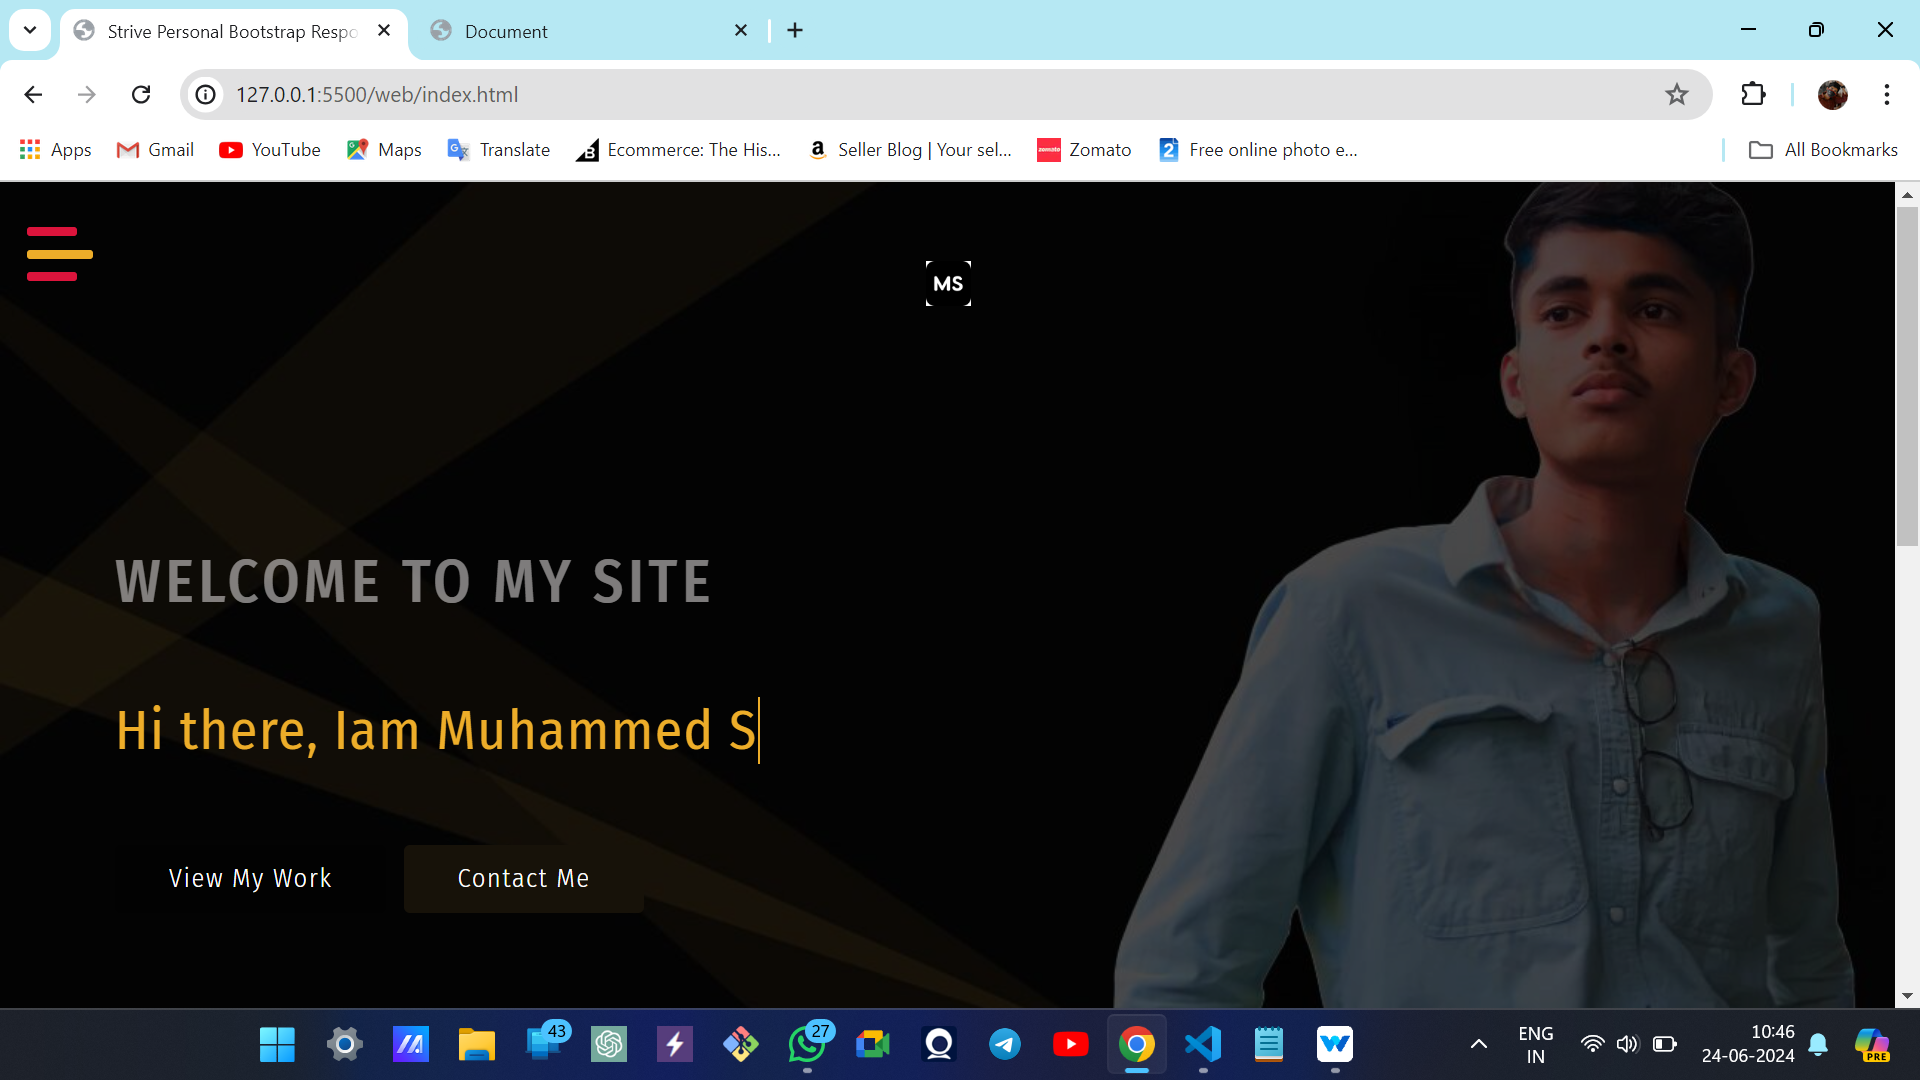 Strive Personal Bootstrap Respo
Document
127.0.0.1:5500/web/index.html
Apps
Gmail
YouTube
Maps
Translate
Ecommerce: The His...
Seller Blog | Your sel...
zomato
Zomato
Free online photo e...
All Bookmarks
MS
WELCOME TO MY SITE
Hi there, Iam Muhammed S
View My Work
Contact Me
43
27
ENG
IN
10:46
24-06-2024
PRE